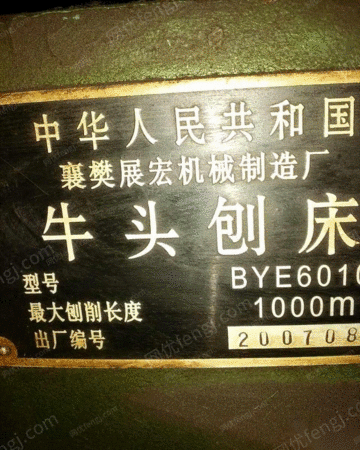 中华人民共和国
襄樊展宏机械制造厂
牛头刨床
型号 BYE6010
最大刨削长度 1000m
出厂编号 200708